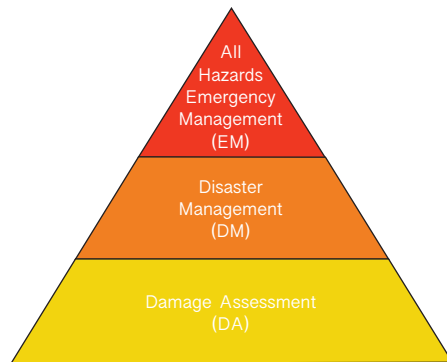 All
Hazards
Emergency
Management
(EM)
Disaster
Management
(DM)
Damage Assessment
(DA)